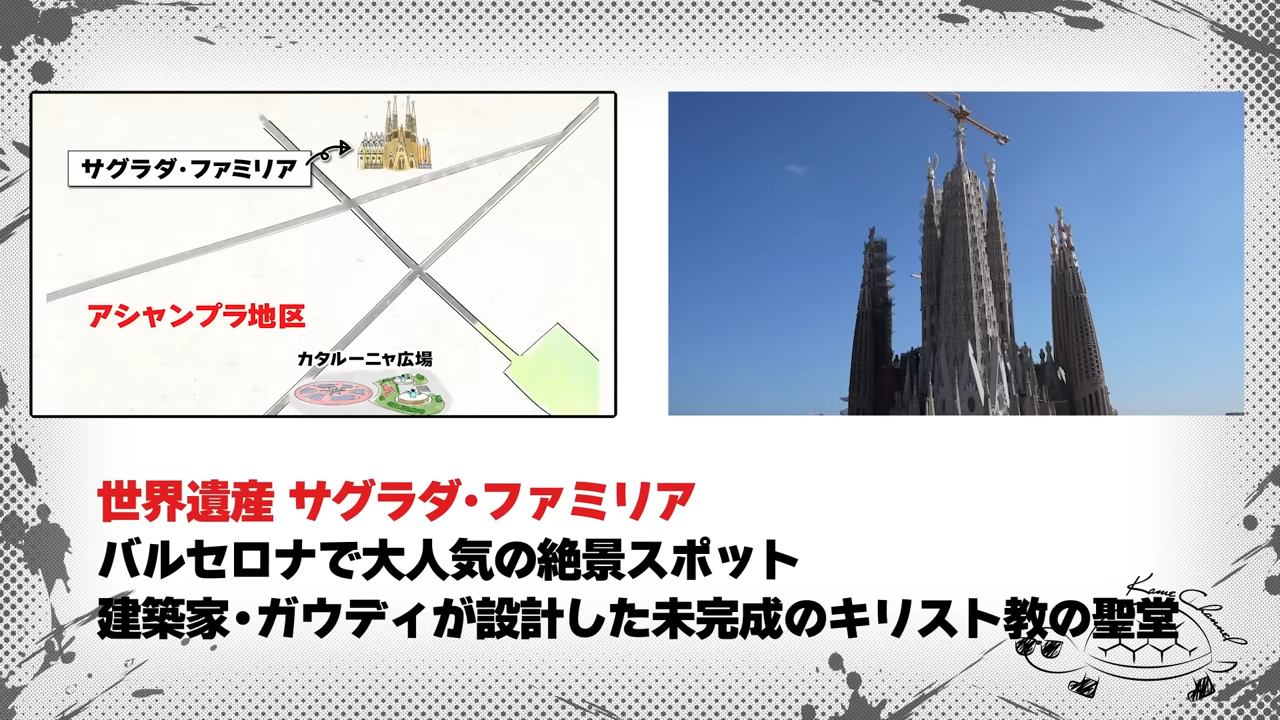 サグラダ・ファミリア
アシャンプラ地区
カタルーニャ広場
世界遺産 サグラダ・ファミリア
バルセロナで大人気の絶景スポット
建築家・ガウディが設計した未完成のキリスト教の聖堂
Kame Channel